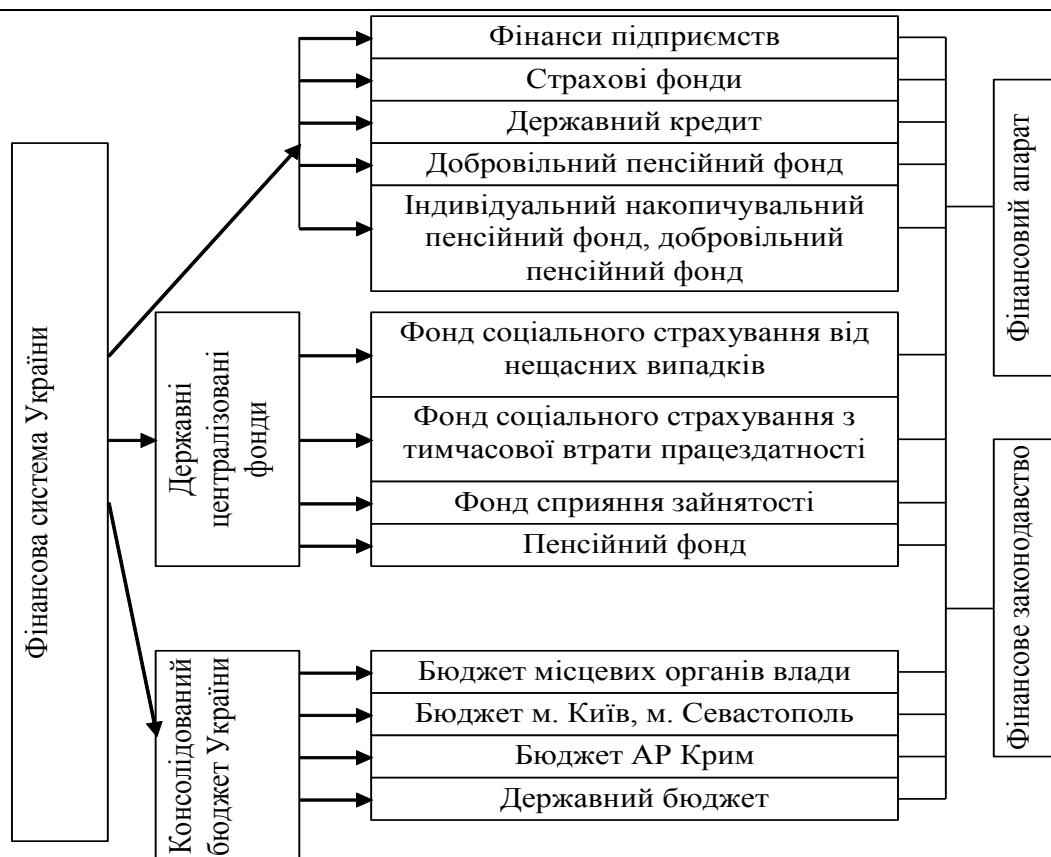 Фінансова система України
Фінанси підприємств
Страхові фонди
Державний кредит
Добровільний пенсійний фонд
Індивідуальний накопичувальний
пенсійний фонд, добровільний
пенсійний фонд
Державні
централізовані
фонди
Фонд соціального страхування від
нещасних випадків
Фонд соціального страхування з
тимчасової втрати працездатності
Фонд сприяння зайнятості
Пенсійний фонд
Консолідований
бюджет України
Бюджет місцевих органів влади
Бюджет м. Київ, м. Севастополь
Бюджет АР Крим
Державний бюджет
Фінансовий апарат
Фінансове законодавство